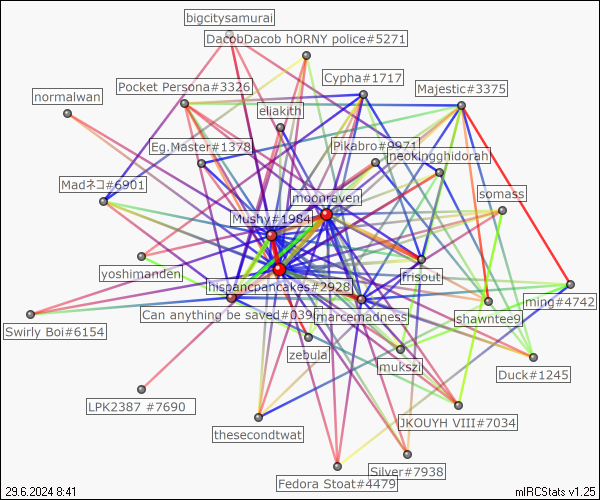 bigcitysamurai
DacobDacob hORNY police#5271
Cypha#1717
Majestic#3375
Pocket Persona#3326
normalwan
eliakith
Eg.Master#1378
Pikabro#9971
neokingghidorah
Madネコ#6901
moonraven
somass
Mushy#1984
yoshimanden
hispancpancakes#2928
frisout
ming#4742
Can anything be saved#039
marcemadness
shawntee9
Swirly Boi#6154
zebula
mukszi
Duck#1245
LPK2387 #7690
JKOUYH VIII#7034
thesecondtwat
Silver#7938
Fedora Stoat#4479
29.6.2024 8:41
mIRCStats v1.25